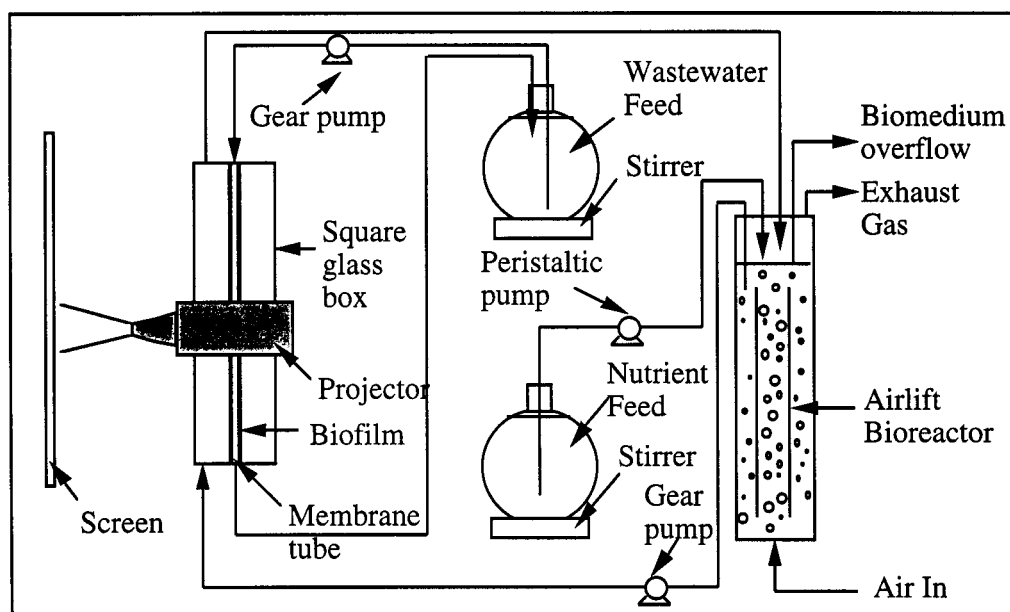 Gear pump
Wastewater
Feed
Stirrer
Biomedium
overflow
Exhaust
Gas
Square
glass
box
Peristaltic
pump
Projector
Nutrient
Feed
Biofilm
Airlift
Bioreactor
Stirrer
Screen
Membrane
tube
Gear
pump
Air In